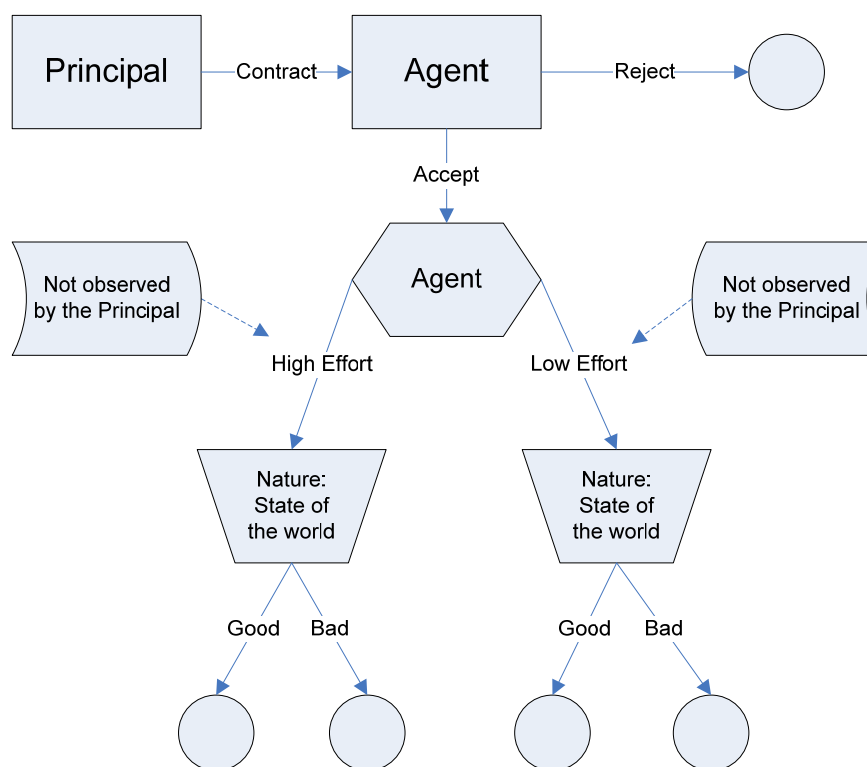 Principal
Contract
Agent
Reject
Accept
Not observed
by the Principal
Agent
Not observed
by the Principal
High Effort
Low Effort
Nature:
State of
the world
Nature:
State of
the world
Good
Bad
Good
Bad